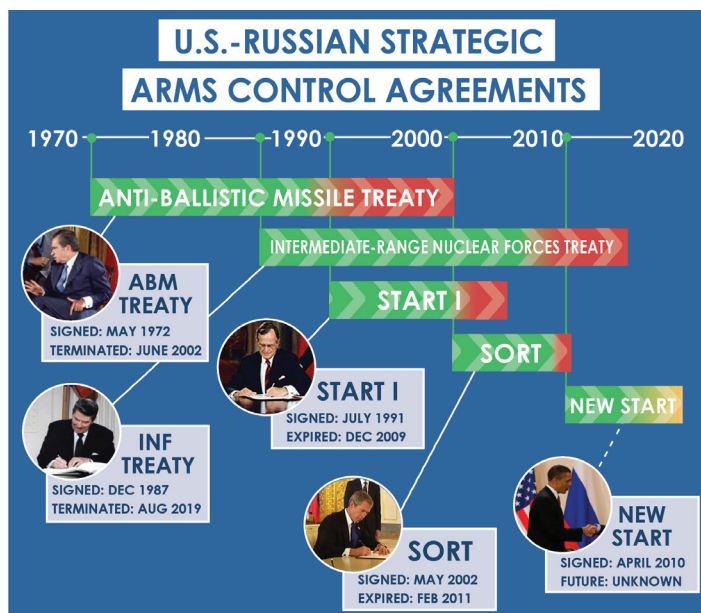 U.S.-RUSSIAN STRATEGIC
ARMS CONTROL AGREEMENTS
1970 1980 1990 2000 2010 2020
ANTI-BALLISTIC MISSILE TREATY
INTERMEDIATE-RANGE NUCLEAR FORCES TREATY
START I
SORT
NEW START
ABM
TREATY
SIGNED: MAY 1972
TERMINATED: JUNE 2002
INF
TREATY
SIGNED: DEC 1987
TERMINATED: AUG 2019
START I
SIGNED: JULY 1991
EXPIRED: DEC 2009
SORT
SIGNED: MAY 2002
EXPIRED: FEB 2011
NEW
START
SIGNED: APRIL 2010
FUTURE: UNKNOWN